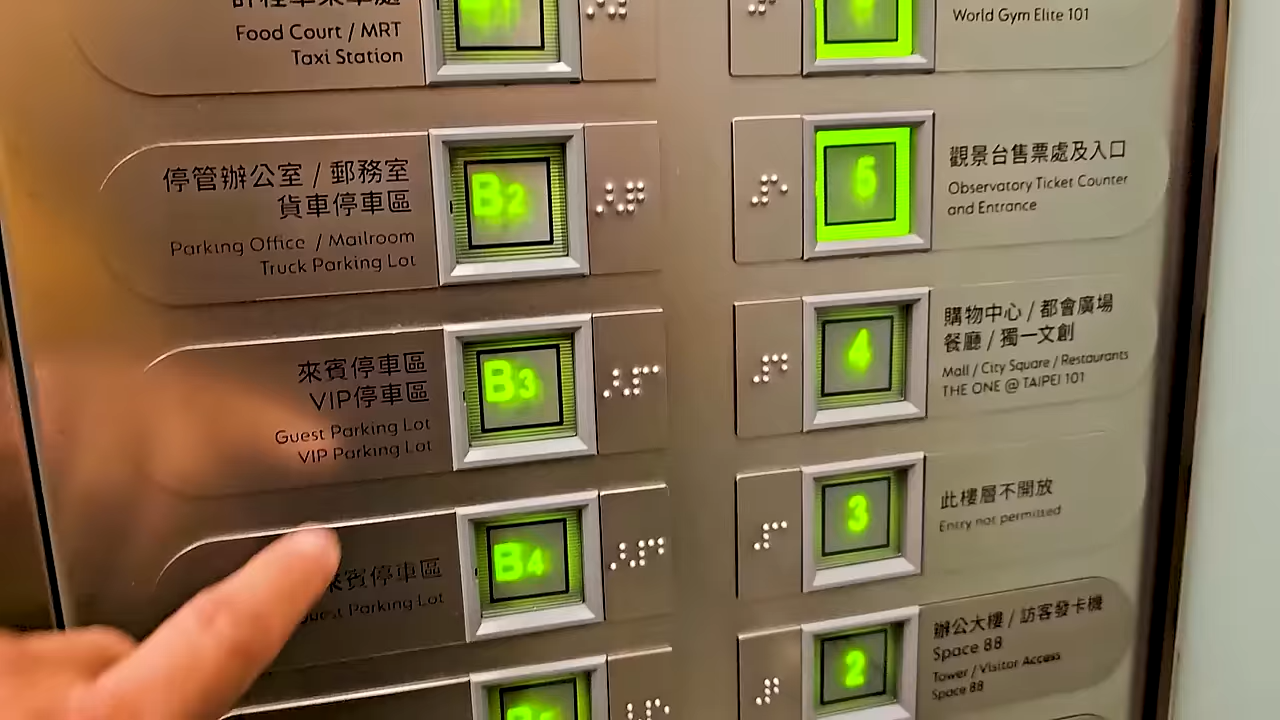 Food Court / MRT
Taxi Station
停管辦公室 / 郵務室
貨車停車區
Parking Office / Mailroom
Truck Parking Lot
B2
來賓停車區
VIP停車區
Guest Parking Lot
VIP Parking Lot
B3
來賓停車區
Guest Parking Lot
B4
World Gym Elite 101
5
觀景台售票處及入口
Observatory Ticket Counter
and Entrance
4
購物中心 / 都會廣場
餐廳 / 獨一文創
Mall / City Square / Restaurants
THE ONE @ TAIPEI 101
3
此樓層不開放
Entry not permitted
2
辦公大樓 / 訪客發卡機
Space 88
Tower / Visitor Access
Space 88